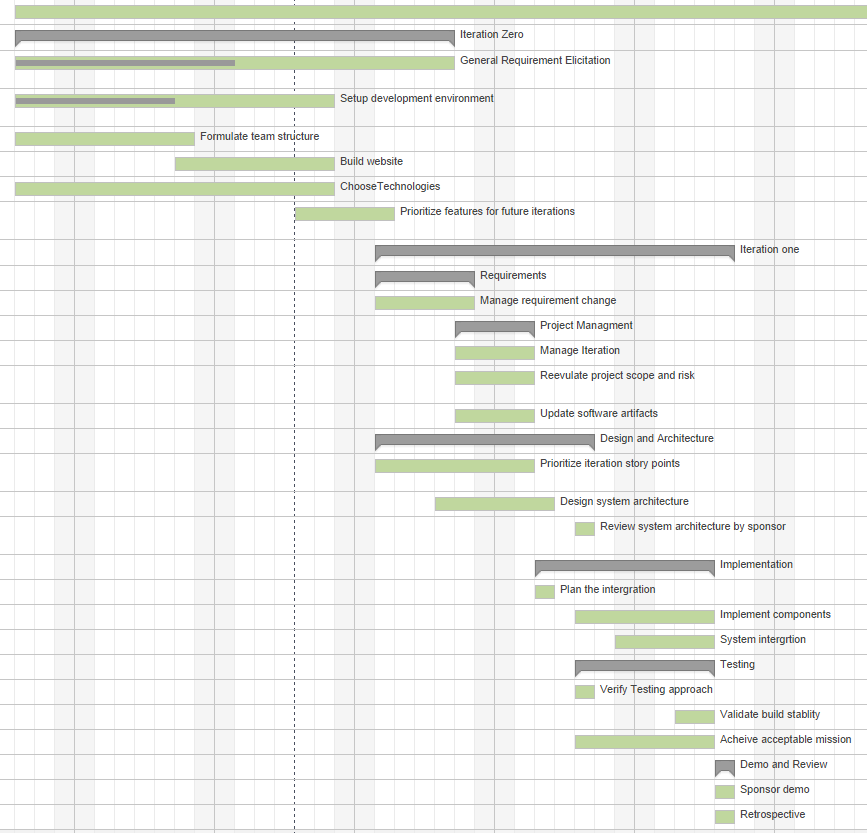 Iteration Zero
General Requirement Elicitation
Setup development environment
Formulate team structure
Build website
ChooseTechnologies
Prioritize features for future iterations
Iteration one
Requirements
Manage requirement change
Project Managment
Manage Iteration
Reevulate project scope and risk
Update software artifacts
Design and Architecture
Prioritize iteration story points
Design system architecture
Review system architecture by sponsor
Implementation
Plan the intergration
Implement components
System intergrtion
Testing
Verify Testing approach
Validate build stablity
Acheive acceptable mission
Demo and Review
Sponsor demo
Retrospective